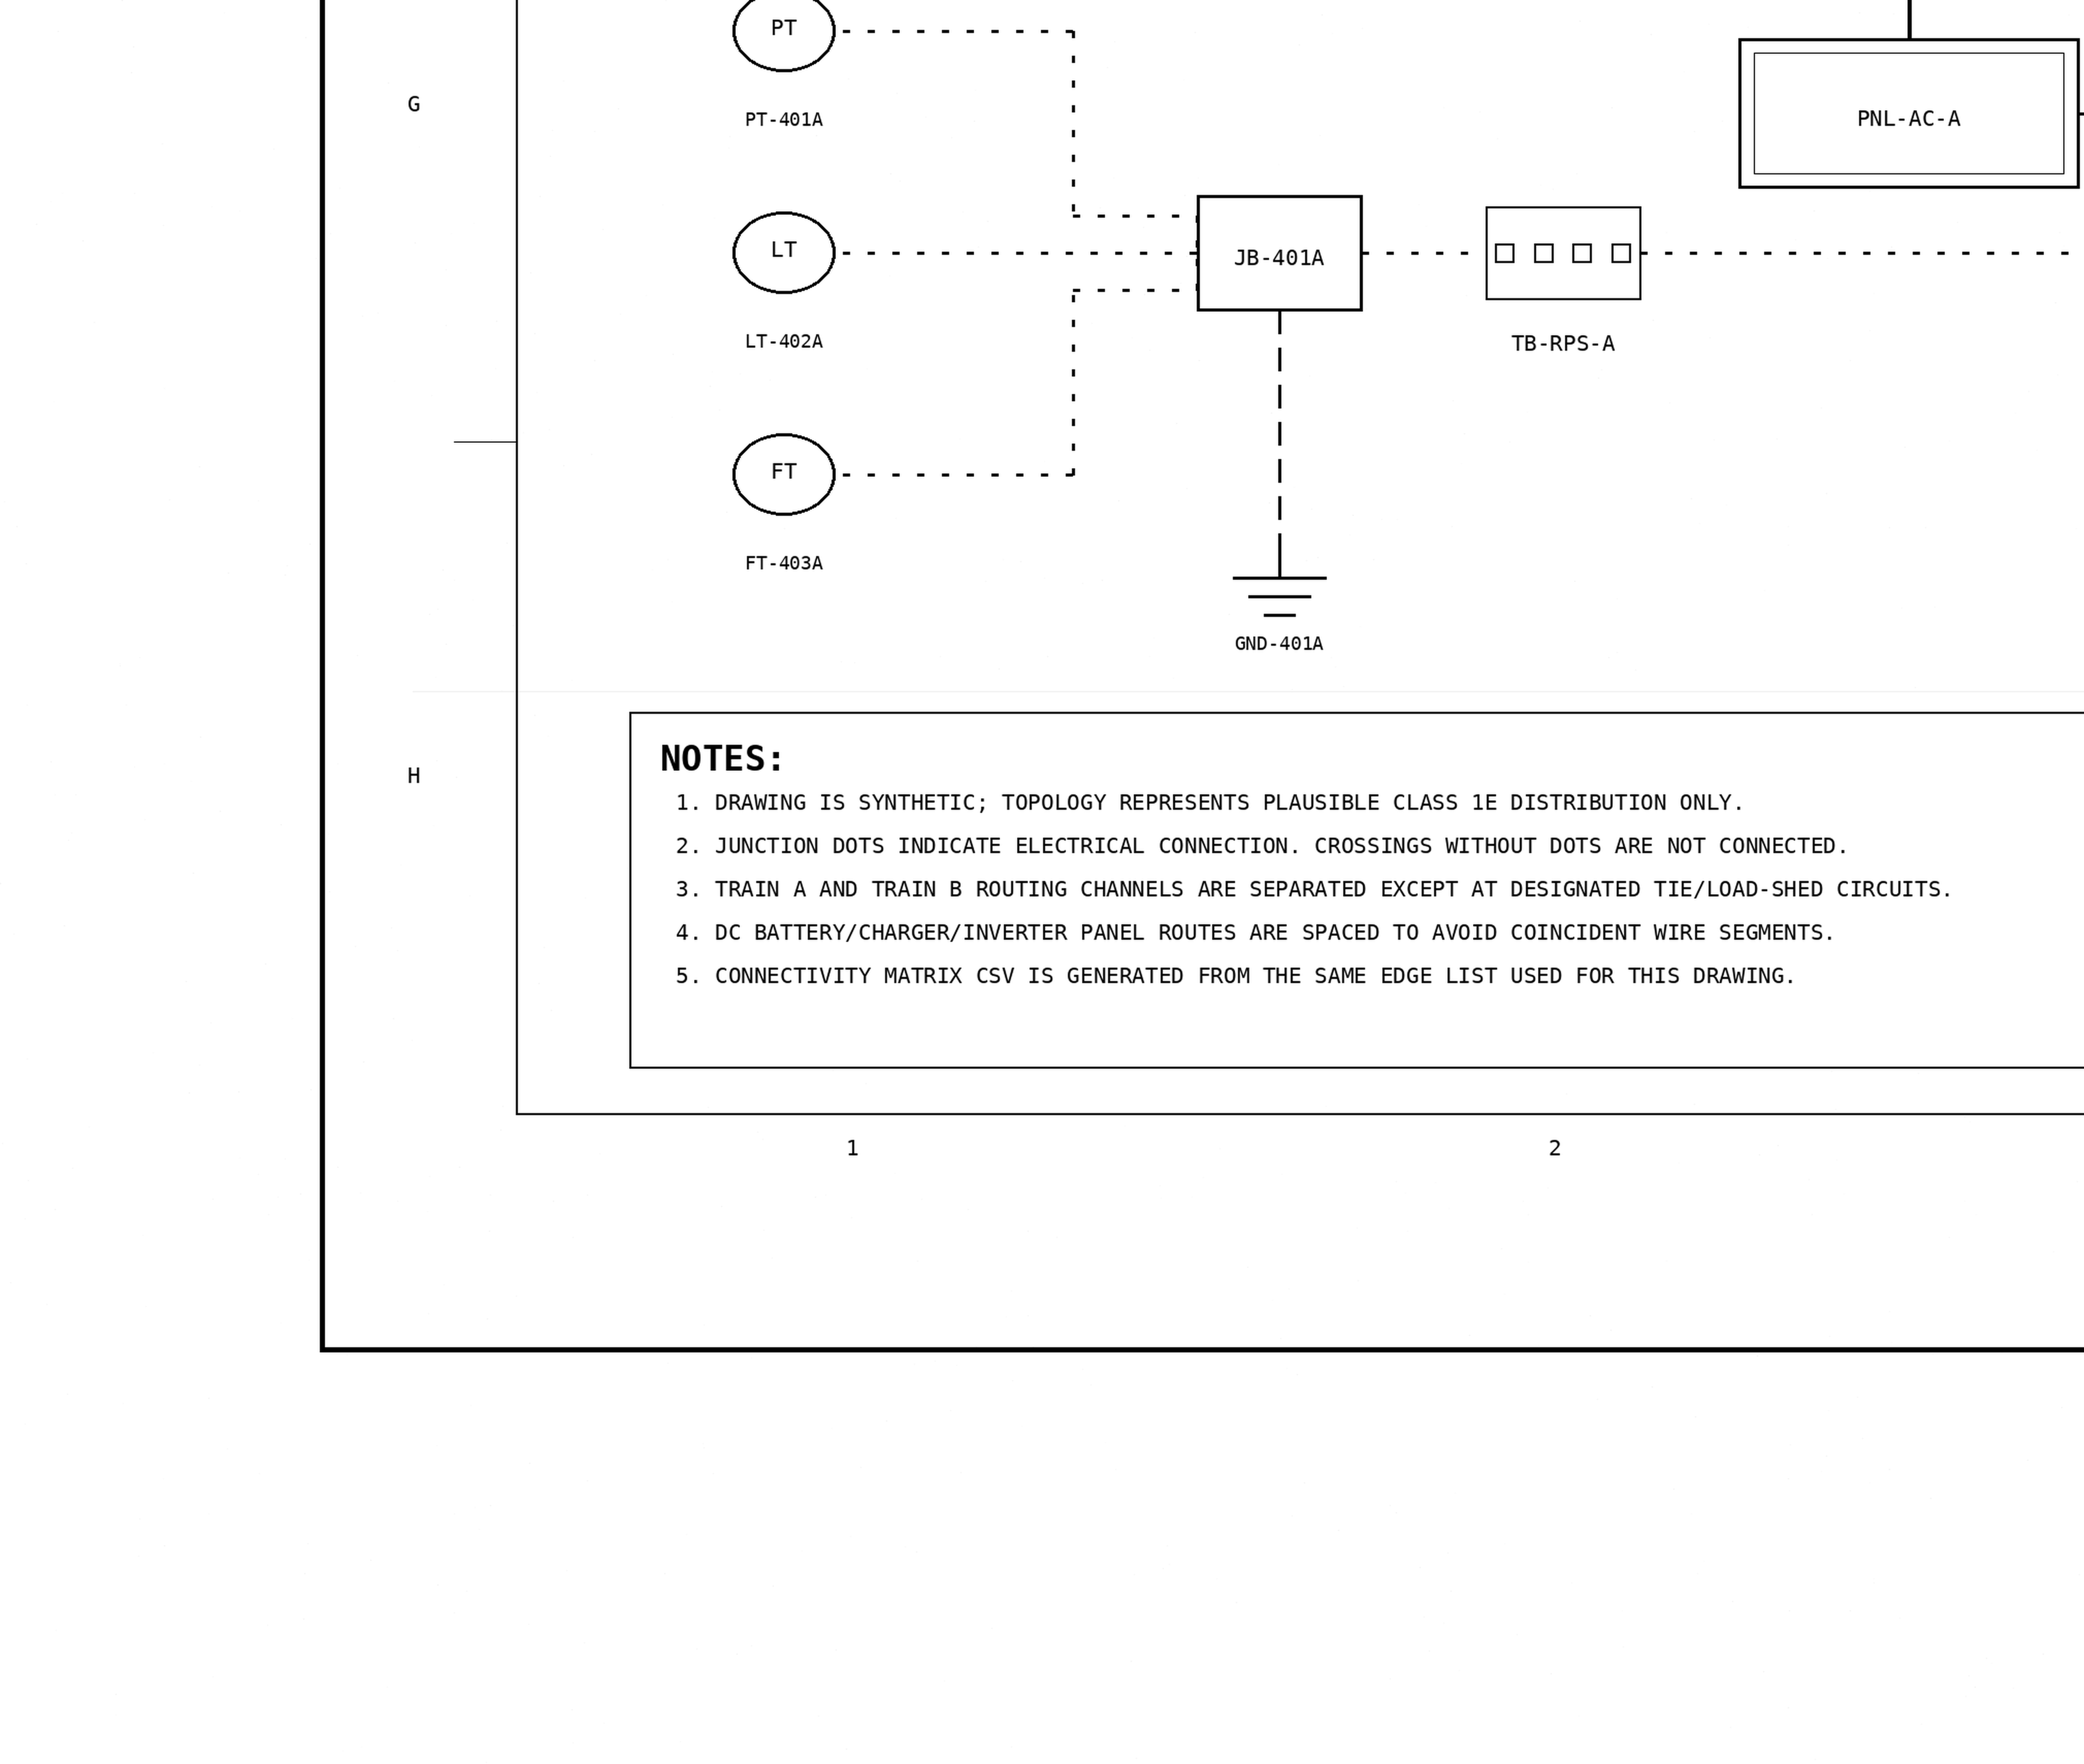 PT
G
PT-401A
PNL-AC-A
LT
JB-401A
LT-402A
TB-RPS-A
FT
FT-403A
GND-401A
H
NOTES:
1. DRAWING IS SYNTHETIC; TOPOLOGY REPRESENTS PLAUSIBLE CLASS 1E DISTRIBUTION ONLY.
2. JUNCTION DOTS INDICATE ELECTRICAL CONNECTION. CROSSINGS WITHOUT DOTS ARE NOT CONNECTED.
3. TRAIN A AND TRAIN B ROUTING CHANNELS ARE SEPARATED EXCEPT AT DESIGNATED TIE/LOAD-SHED CIRCUITS.
4. DC BATTERY/CHARGER/INVERTER PANEL ROUTES ARE SPACED TO AVOID COINCIDENT WIRE SEGMENTS.
5. CONNECTIVITY MATRIX CSV IS GENERATED FROM THE SAME EDGE LIST USED FOR THIS DRAWING.
1
2